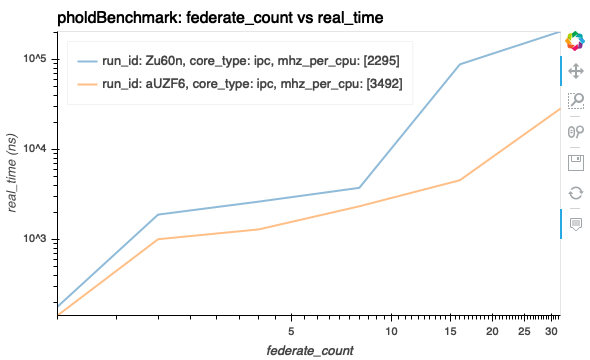 pholdBenchmark: federate_count vs real_time
run_id: Zu60n, core_type: ipc, mhz_per_cpu: [2295]
run_id: aUZF6, core_type: ipc, mhz_per_cpu: [3492]
real_time (ns)
10^5
10^4
10^3
5 10 15 20 25 30
federate_count